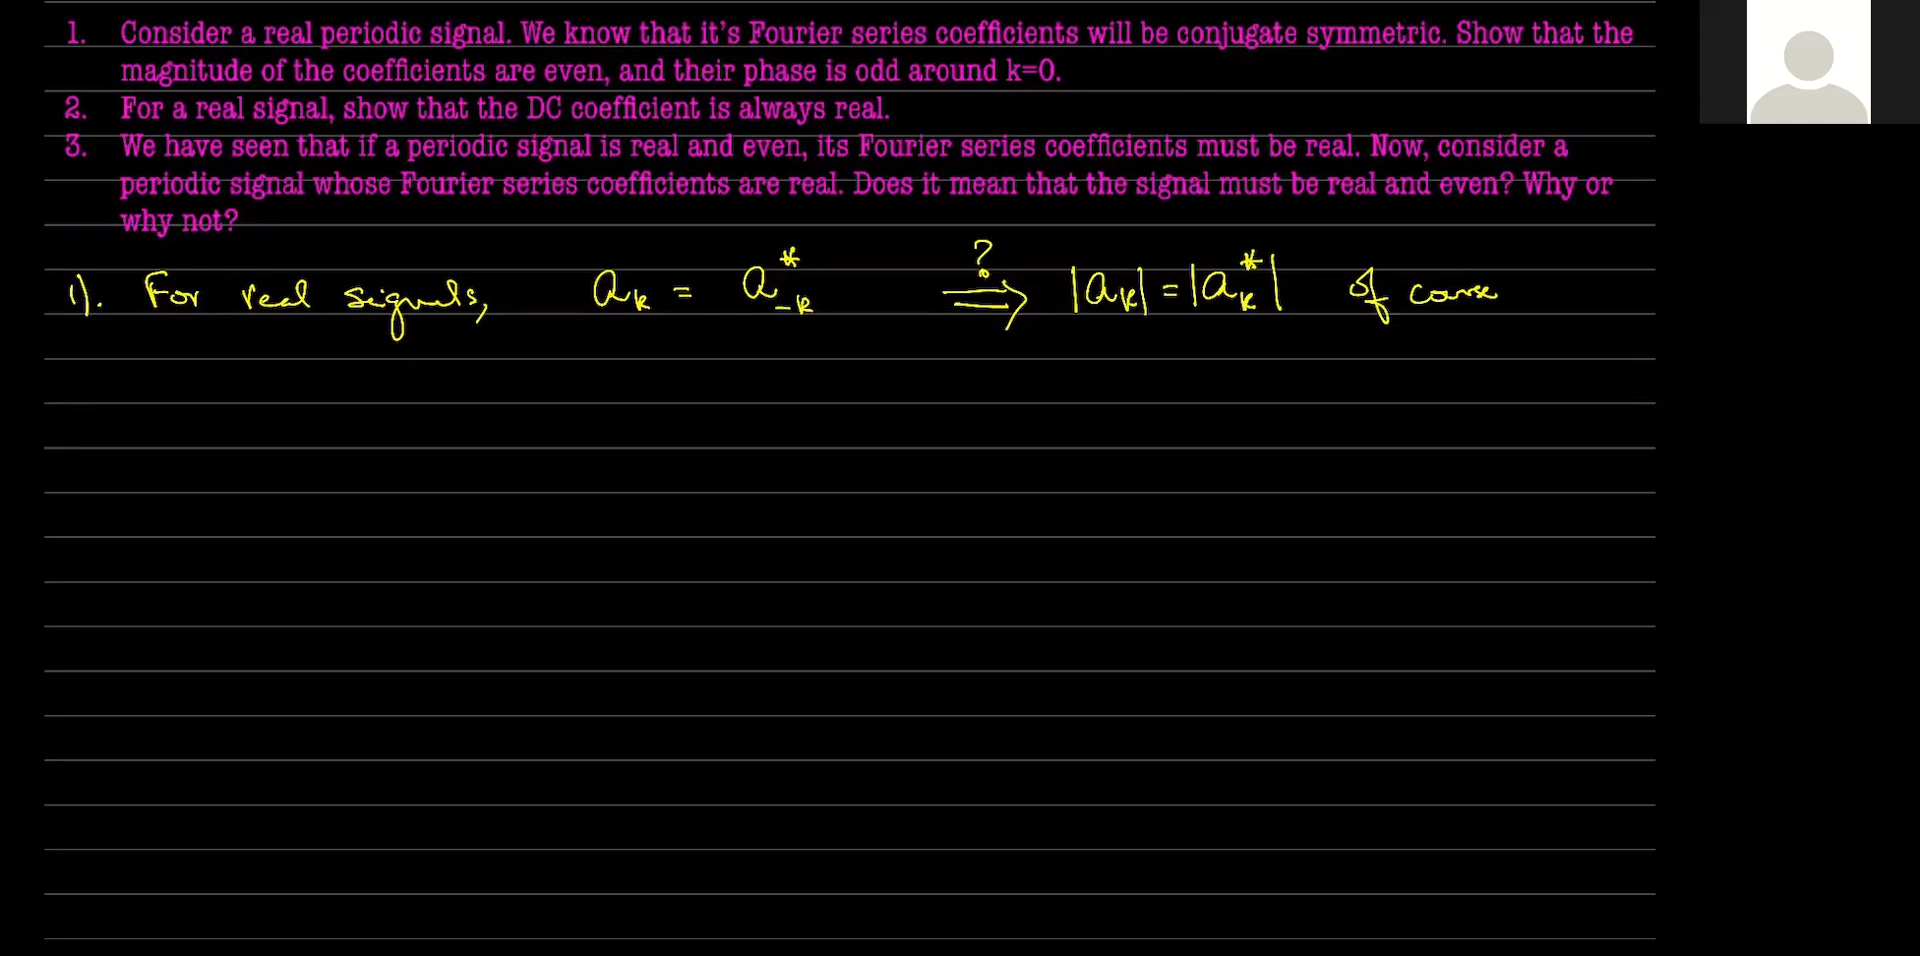 1. Consider a real periodic signal. We know that it's Fourier series coefficients will be conjugate symmetric. Show that the
magnitude of the coefficients are even, and their phase is odd around k=0.
2. For a real signal, show that the DC coefficient is always real.
3. We have seen that if a periodic signal is real and even, its Fourier series coefficients must be real. Now, consider a
periodic signal whose Fourier series coefficients are real. Does it mean that the signal must be real and even? Why or
why not?
1). For real signals, a_k = a_{-k}^* ?⟹ |a_k| = |a_k^*| of course